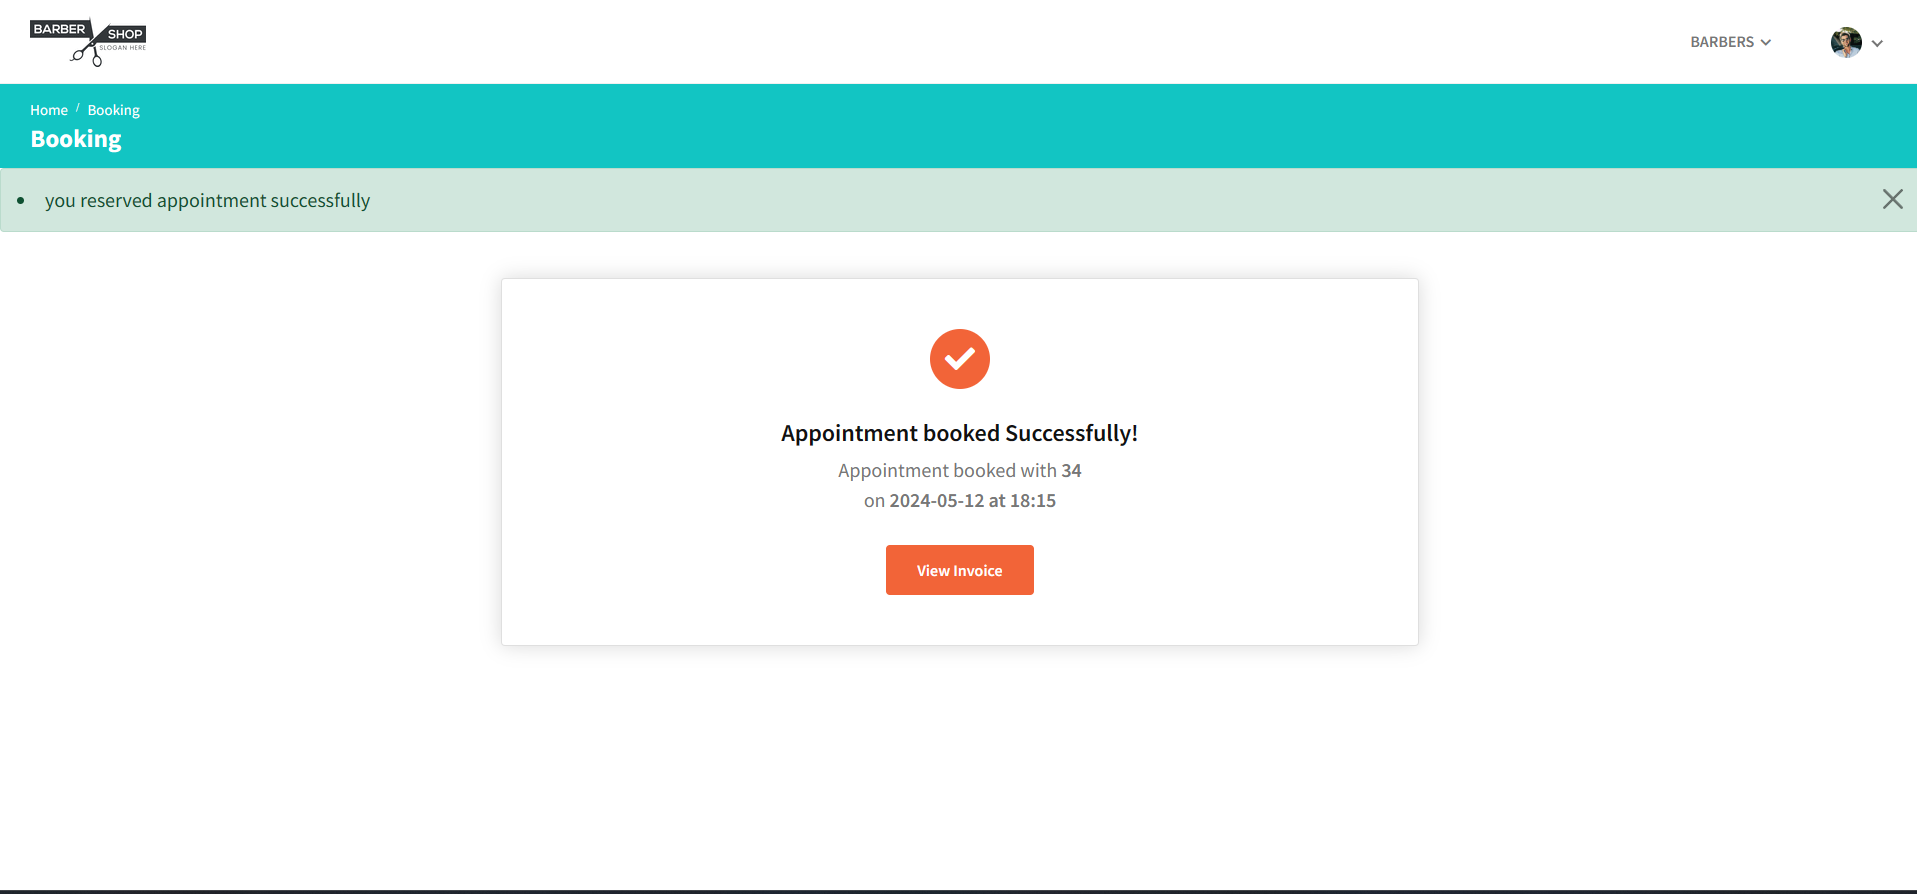 BARBER SHOP
SLOGAN HERE
BARBERS
Home / Booking
Booking
you reserved appointment successfully
Appointment booked Successfully!
Appointment booked with 34
on 2024-05-12 at 18:15
View Invoice